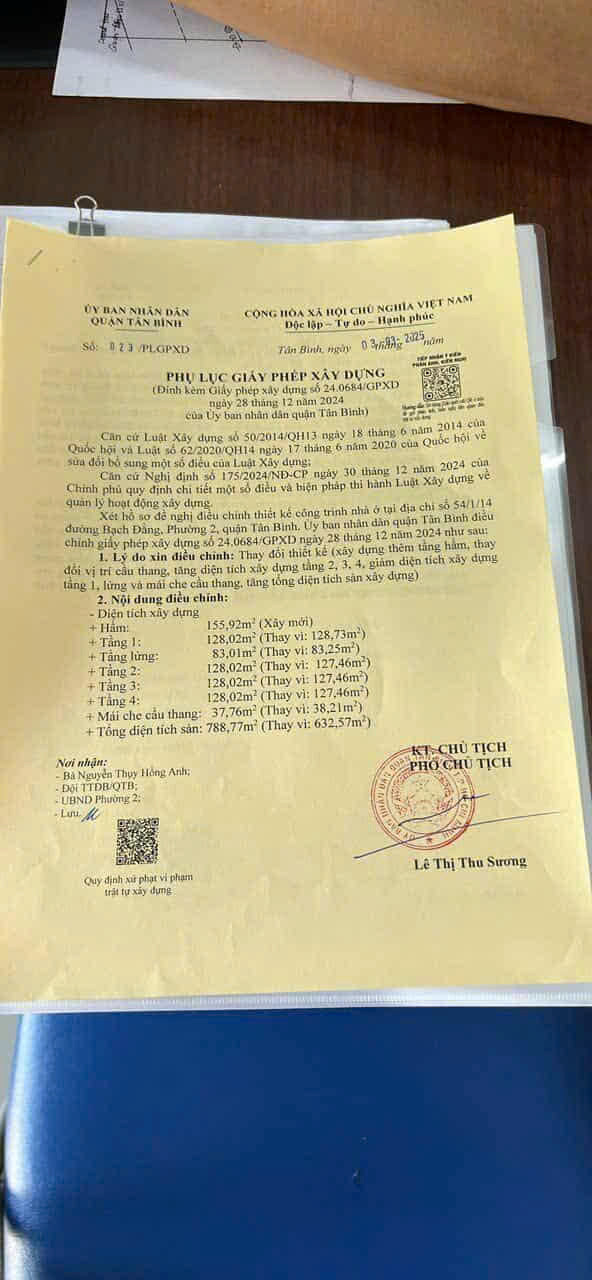 ỦY BAN NHÂN DÂN
QUẬN TÂN BÌNH
CỘNG HÒA XÃ HỘI CHỦ NGHĨA VIỆT NAM
Độc lập – Tự do – Hạnh phúc
Số: 023 /PLGPXD
Tân Bình, ngày 03 tháng 03- 2025 năm
TIẾP NHẬN Ý KIẾN
PHẢN ÁNH, KIẾN NGHỊ
PHỤ LỤC GIẤY PHÉP XÂY DỰNG
(Đính kèm Giấy phép xây dựng số 24.0684/GPXD
ngày 28 tháng 12 năm 2024
của Ủy ban nhân dân quận Tân Bình)
Căn cứ Luật Xây dựng số 50/2014/QH13 ngày 18 tháng 6 năm 2014 của
Quốc hội và Luật số 62/2020/QH14 ngày 17 tháng 6 năm 2020 của Quốc hội về
sửa đổi bổ sung một số điều của Luật Xây dựng;
Căn cứ Nghị định số 175/2024/NĐ-CP ngày 30 tháng 12 năm 2024 của
Chính phủ quy định chi tiết một số điều và biện pháp thi hành Luật Xây dựng về
quản lý hoạt động xây dựng.
Xét hồ sơ đề nghị điều chỉnh thiết kế công trình nhà ở tại địa chỉ số 54/1/14
đường Bạch Đằng, Phường 2, quận Tân Bình. Ủy ban nhân dân quận Tân Bình điều
chỉnh giấy phép xây dựng số 24.0684/GPXD ngày 28 tháng 12 năm 2024 như sau:
1. Lý do xin điều chỉnh: Thay đổi thiết kế (xây dựng thêm tầng hầm, thay
đổi vị trí cầu thang, tăng diện tích xây dựng tầng 2, 3, 4, giảm diện tích xây dựng
tầng 1, lửng và mái che cầu thang, tăng tổng diện tích sàn xây dựng)
2. Nội dung điều chỉnh:
- Diện tích xây dựng
+ Hầm: 155,92m² (Xây mới)
+ Tầng 1: 128,02m² (Thay vì: 128,73m²)
+ Tầng lửng: 83,01m² (Thay vì: 83,25m²)
+ Tầng 2: 128,02m² (Thay vì: 127,46m²)
+ Tầng 3: 128,02m² (Thay vì: 127,46m²)
+ Tầng 4: 128,02m² (Thay vì: 127,46m²)
+ Mái che cầu thang: 37,76m² (Thay vì: 38,21m²)
+ Tổng diện tích sàn: 788,77m² (Thay vì: 632,57m²)
Nơi nhận:
- Bà Nguyễn Thụy Hồng Anh;
- Đội TTĐB/QTB;
- UBND Phường 2;
- Lưu.
KT. CHỦ TỊCH
PHÓ CHỦ TỊCH
Lê Thị Thu Sương
Quy định xử phạt vi phạm
trật tự xây dựng